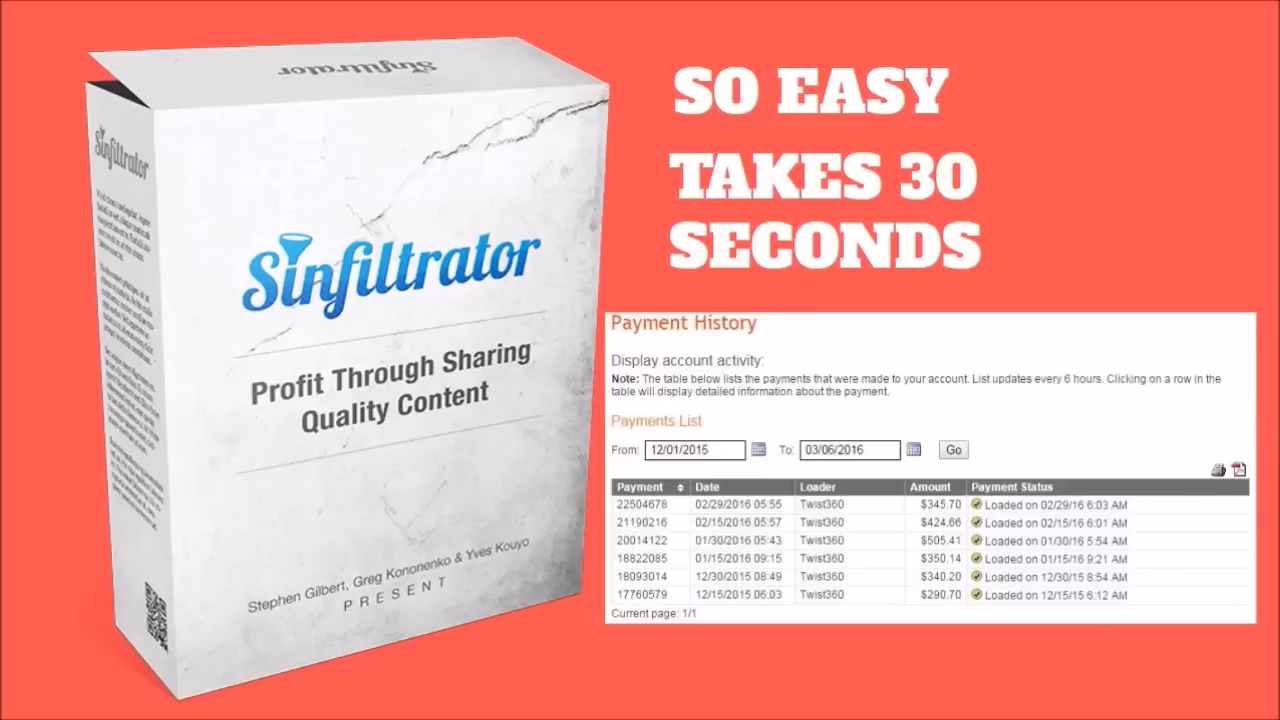 Sinfiltrator
Sinfiltrator
Sinfiltrator
Profit Through Sharing
Quality Content
Stephen Gilbert, Greg Kononenko & Yves Kouyo
PRESENT
SO EASY
TAKES 30
SECONDS
Payment History
Display account activity:
Note: The table below lists the payments that were made to your account. List updates every 6 hours. Clicking on a row in the
table will display detailed information about the payment.
Payments List
From: 12/01/2015 To: 03/06/2016 Go
Payment Date Loader Amount Payment Status
22504678 02/29/2016 05:55 Twist360 $345.70 Loaded on 02/29/16 6:03 AM
21190216 02/15/2016 05:57 Twist360 $424.66 Loaded on 02/15/16 6:01 AM
20014122 01/30/2016 05:43 Twist360 $505.41 Loaded on 01/30/16 5:54 AM
18822085 01/15/2016 09:15 Twist360 $350.14 Loaded on 01/15/16 9:21 AM
18093014 12/30/2015 08:49 Twist360 $340.20 Loaded on 12/30/15 8:54 AM
17760579 12/15/2015 06:03 Twist360 $290.70 Loaded on 12/15/15 6:12 AM
Current page: 1/1